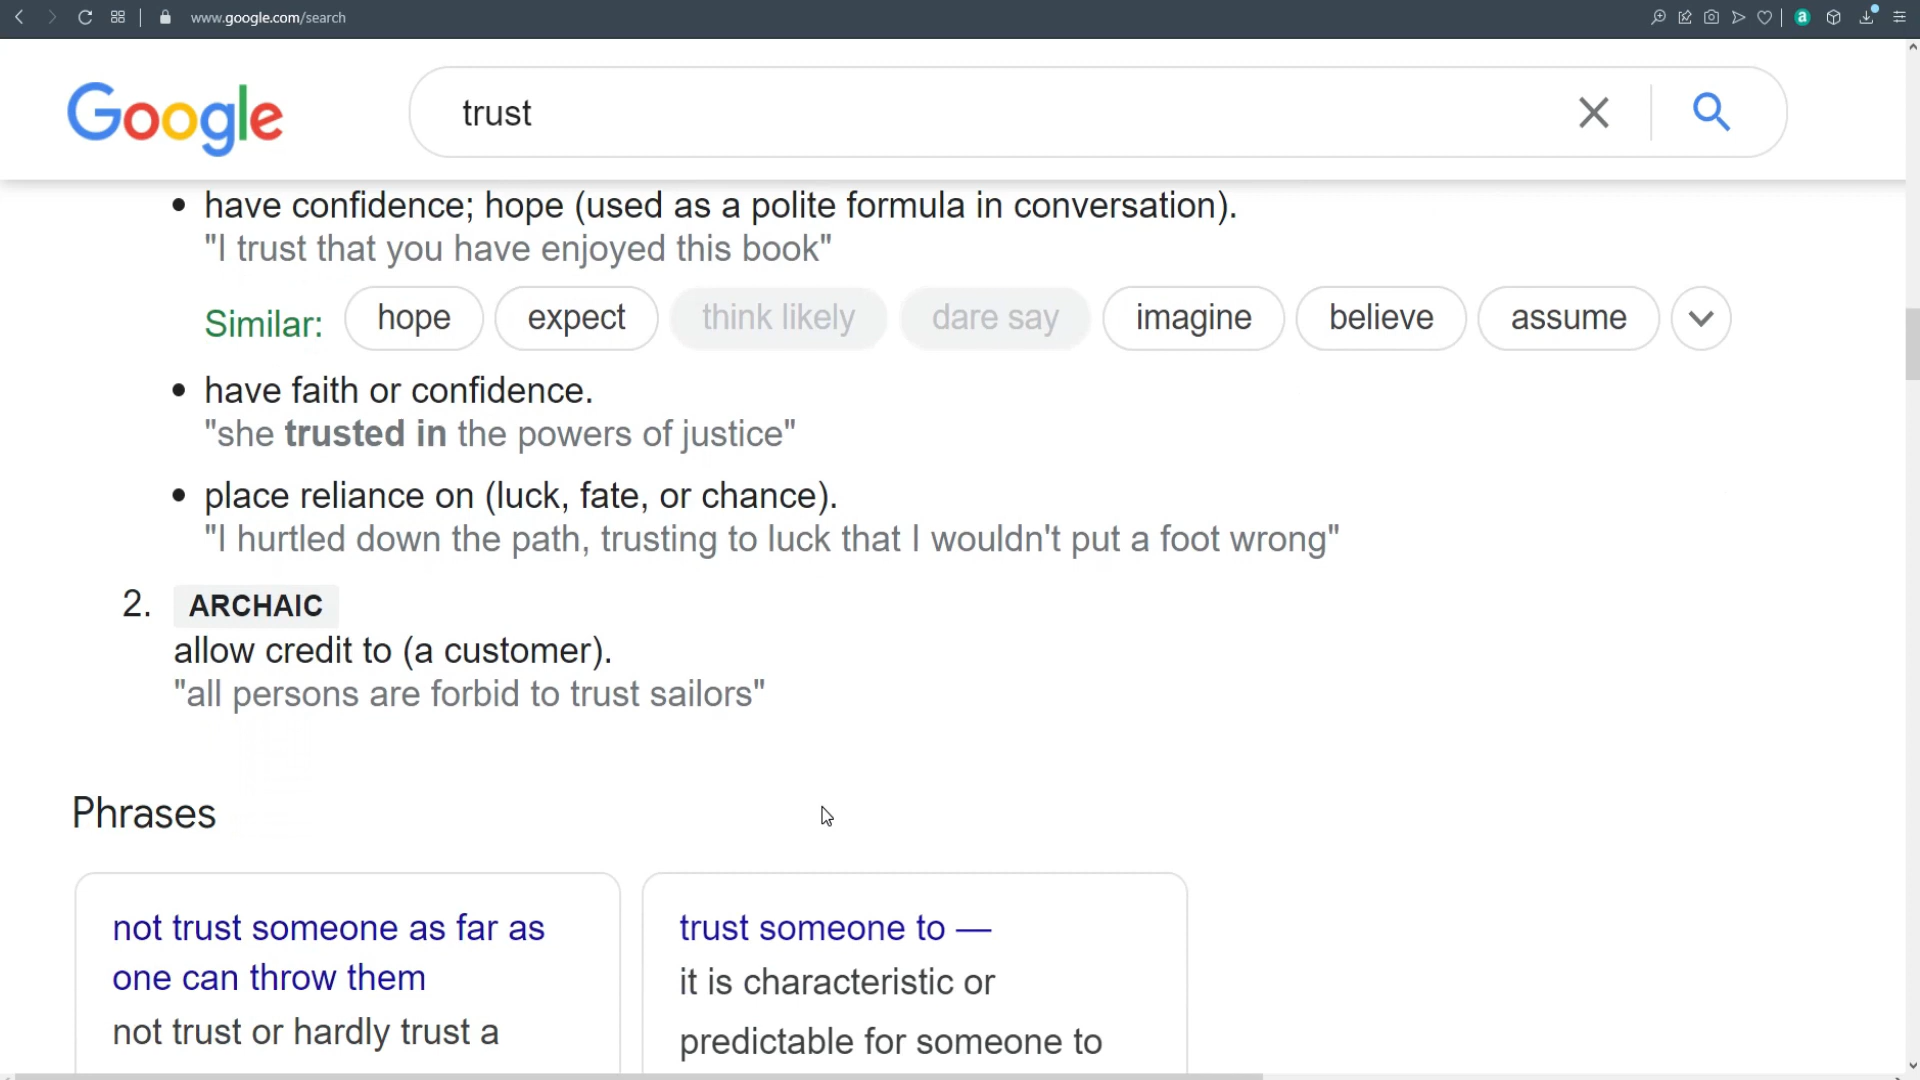 www.google.com/search
Google
trust
have confidence; hope (used as a polite formula in conversation).
"I trust that you have enjoyed this book"
Similar: hope expect think likely dare say imagine believe assume
have faith or confidence.
"she trusted in the powers of justice"
place reliance on (luck, fate, or chance).
"I hurtled down the path, trusting to luck that I wouldn't put a foot wrong"
2. ARCHAIC
allow credit to (a customer).
"all persons are forbid to trust sailors"
Phrases
not trust someone as far as
one can throw them
not trust or hardly trust a
trust someone to —
it is characteristic or
predictable for someone to